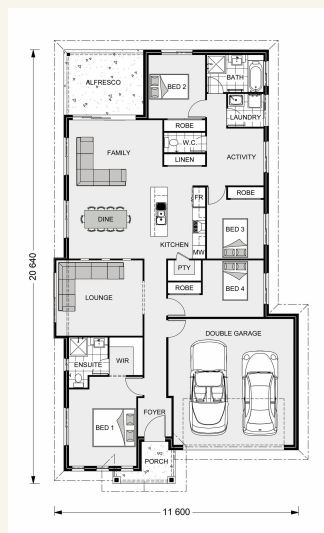 ALFRESCO
BED 2
BATH
LAUNDRY
ROBE
W.C.
LINEN
FAMILY
ACTIVITY
ROBE
FR
DINE
BED 3
KITCHEN
MW
PTY
ROBE
BED 4
LOUNGE
DOUBLE GARAGE
ENSUITE
WIR
BED 1
FOYER
PORCH
20 640
11 600